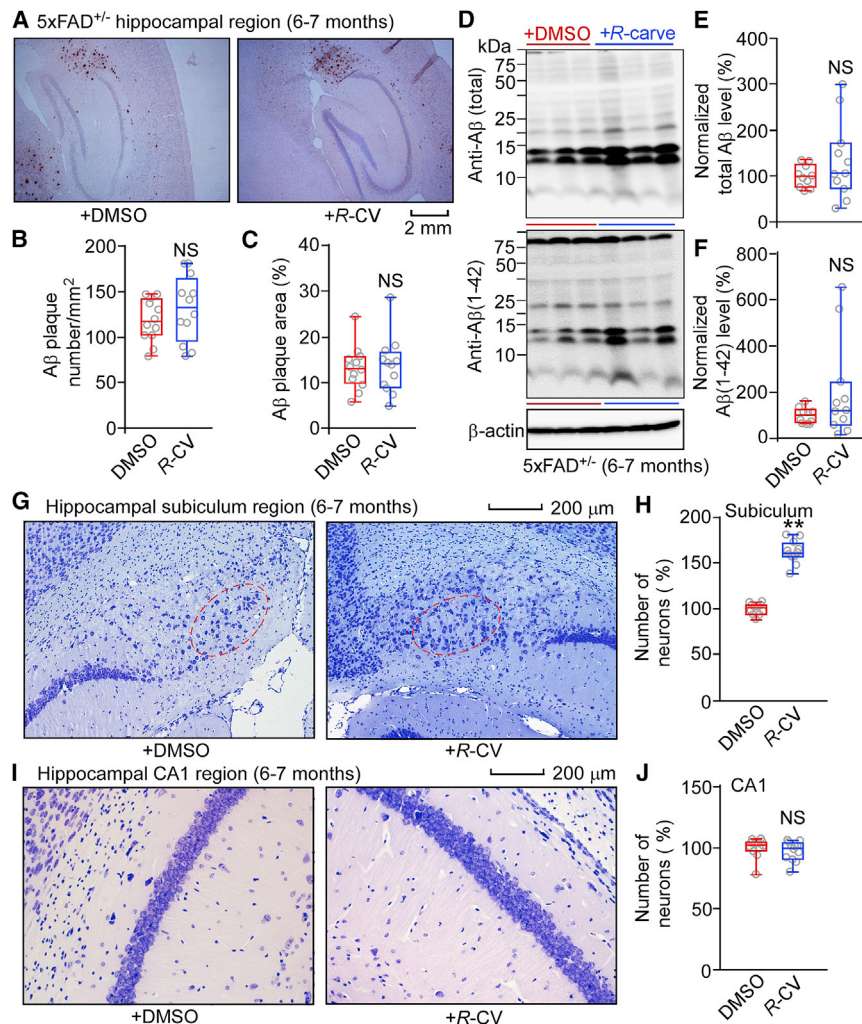 A 5xFAD+/- hippocampal region (6-7 months)
+DMSO
+R-CV
2 mm
B
Aβ plaque
number/mm2
200
150
100
50
0
NS
DMSO
R-CV
C
Aβ plaque area (%)
40
30
20
10
0
NS
DMSO
R-CV
D
+DMSO +R-carve
kDa
Anti-Aβ (total)
75
50
25
15
10
Anti-Aβ(1-42)
75
50
25
15
10
β-actin
5xFAD+/- (6-7 months)
E
Normalized
total Aβ level (%)
400
300
200
100
0
NS
F
Normalized
Aβ(1-42) level (%)
800
600
400
200
0
NS
DMSO
R-CV
G Hippocampal subiculum region (6-7 months)
200 μm
+DMSO
+R-CV
H
Subiculum
Number of
neurons ( %)
200
150
100
50
0
**
DMSO
R-CV
I Hippocampal CA1 region (6-7 months)
200 μm
+DMSO
+R-CV
J
CA1
Number of
neurons ( %)
150
100
50
0
NS
DMSO
R-CV